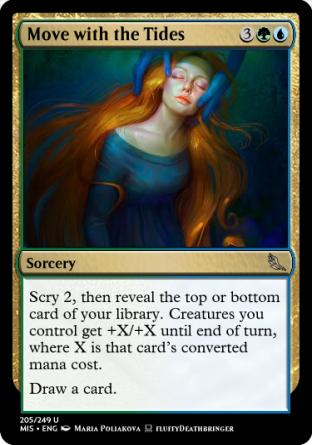 Move with the Tides 3
Sorcery
Scry 2, then reveal the top or bottom
card of your library. Creatures you
control get +X/+X until end of turn,
where X is that card's converted
mana cost.
Draw a card.
205/249 U
MIS • ENG Maria Poliakova fluffyDeathbringer